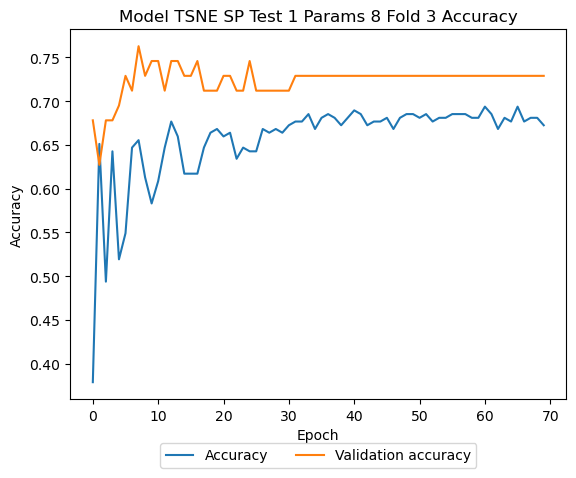 Model TSNE SP Test 1 Params 8 Fold 3 Accuracy
0.75
0.70
0.65
0.60
0.55
0.50
0.45
0.40
Accuracy
0 10 20 30 40 50 60 70
Epoch
Accuracy Validation accuracy